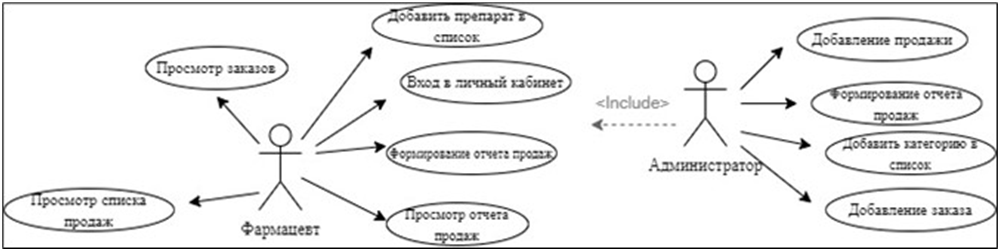 Добавить препарат в
список
Просмотр заказов
Вход в личный кабинет
Формирование отчета продаж
Просмотр списка
продаж
Просмотр отчета
продаж
Фармацевт
<Include>
Администратор
Добавление продажи
Формирование отчета
продаж
Добавить категорию в
список
Добавление заказа